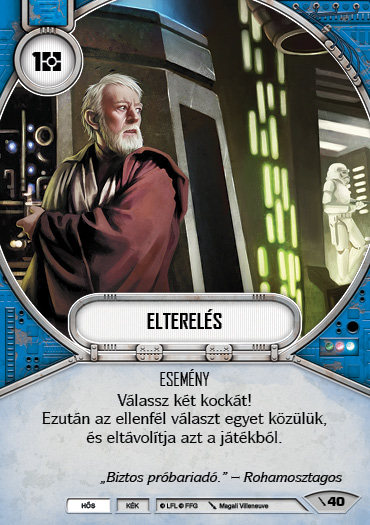 1
ELTERELÉS
ESEMÉNY
Válassz két kockát!
Ezután az ellenfél választ egyet közülük,
és eltávolítja azt a játékból.
„Biztos próbariadó.” – Rohamosztagos
HŐS KÉK © LFL © FFG Magali Villeneuve 40